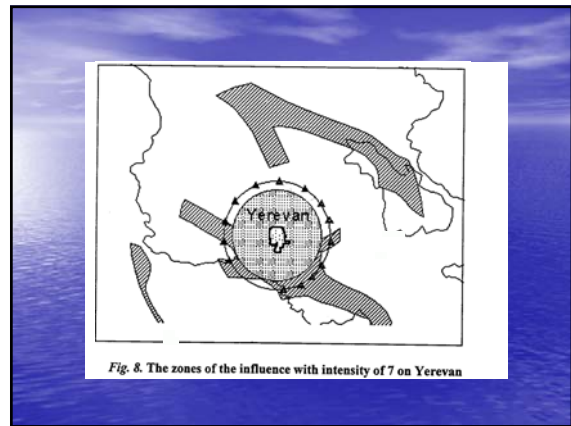 Yerevan
Fig. 8. The zones of the influence with intensity of 7 on Yerevan